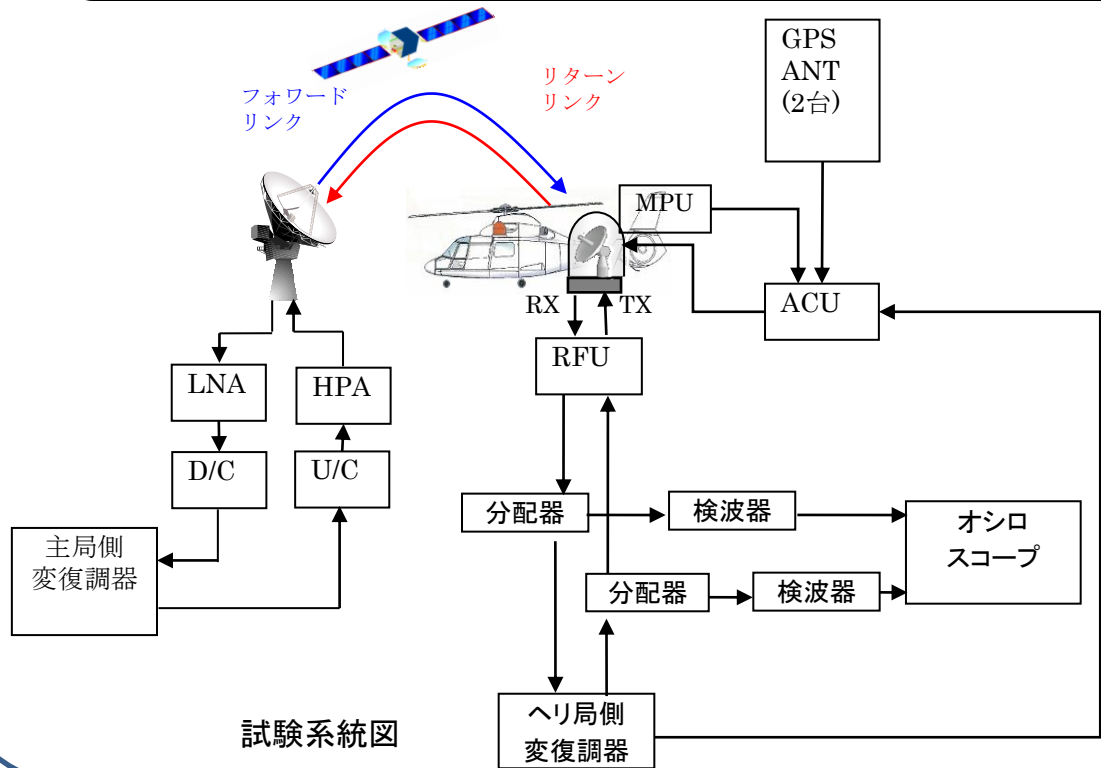 GPS
ANT
(2台)
フォワード
リンク
リターン
リンク
MPU
ACU
RX
TX
RFU
LNA
HPA
D/C
U/C
主局側
変復調器
分配器
検波器
オシロ
スコープ
分配器
検波器
ヘリ局側
変復調器
試験系統図